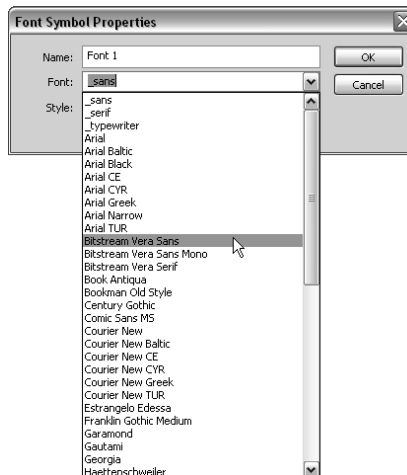 Font Symbol Properties
Name: Font 1
OK
Font: _sans
Cancel
Style:
_sans
_serif
_typewriter
Arial
Arial Baltic
Arial Black
Arial CE
Arial CYR
Arial Greek
Arial Narrow
Arial TUR
Bitstream Vera Sans
Bitstream Vera Sans Mono
Bitstream Vera Serif
Book Antiqua
Bookman Old Style
Century Gothic
Comic Sans MS
Courier New
Courier New Baltic
Courier New CE
Courier New CYR
Courier New Greek
Courier New TUR
Estrangelo Edessa
Franklin Gothic Medium
Garamond
Gautami
Georgia
Haettenschweiler